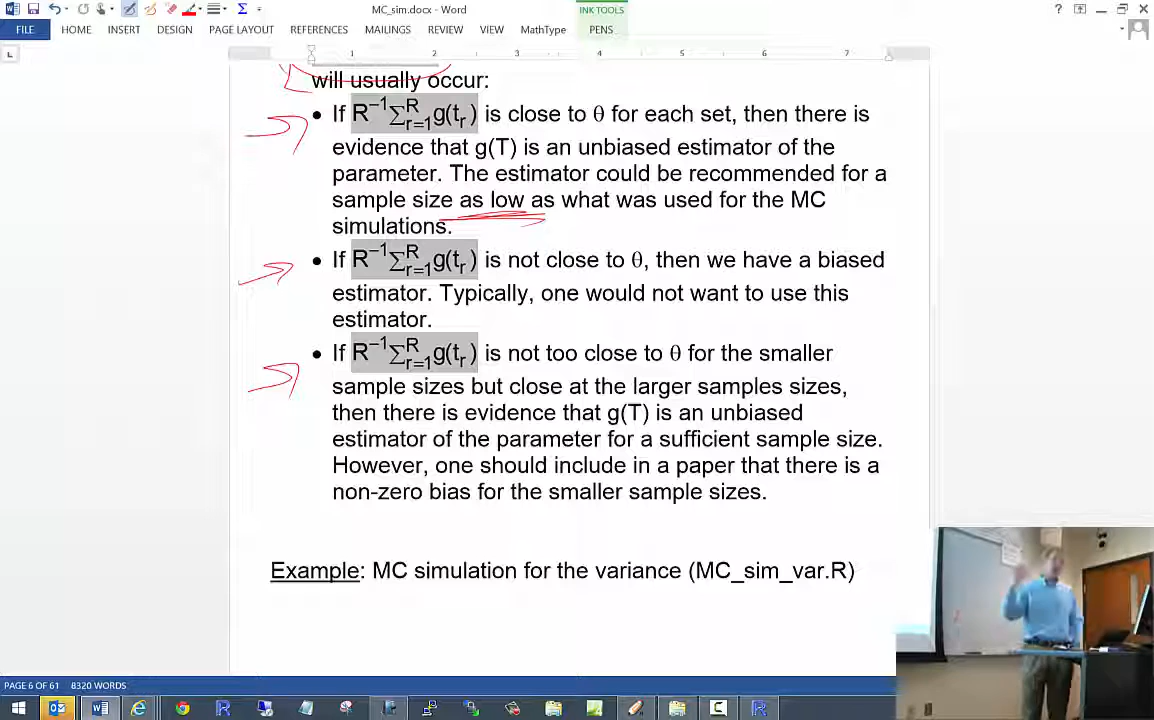 MC_sim.docx - Word
INK TOOLS
FILE HOME INSERT DESIGN PAGE LAYOUT REFERENCES MAILINGS REVIEW VIEW MathType PENS
1 2 3 4 5 6 7
will usually occur:
• If R⁻¹∑ᴿᵣ₌₁g(tᵣ) is close to θ for each set, then there is
evidence that g(T) is an unbiased estimator of the
parameter. The estimator could be recommended for a
sample size as low as what was used for the MC
simulations.
• If R⁻¹∑ᴿᵣ₌₁g(tᵣ) is not close to θ, then we have a biased
estimator. Typically, one would not want to use this
estimator.
• If R⁻¹∑ᴿᵣ₌₁g(tᵣ) is not too close to θ for the smaller
sample sizes but close at the larger samples sizes,
then there is evidence that g(T) is an unbiased
estimator of the parameter for a sufficient sample size.
However, one should include in a paper that there is a
non-zero bias for the smaller sample sizes.
Example: MC simulation for the variance (MC_sim_var.R)
PAGE 6 OF 61 8320 WORDS